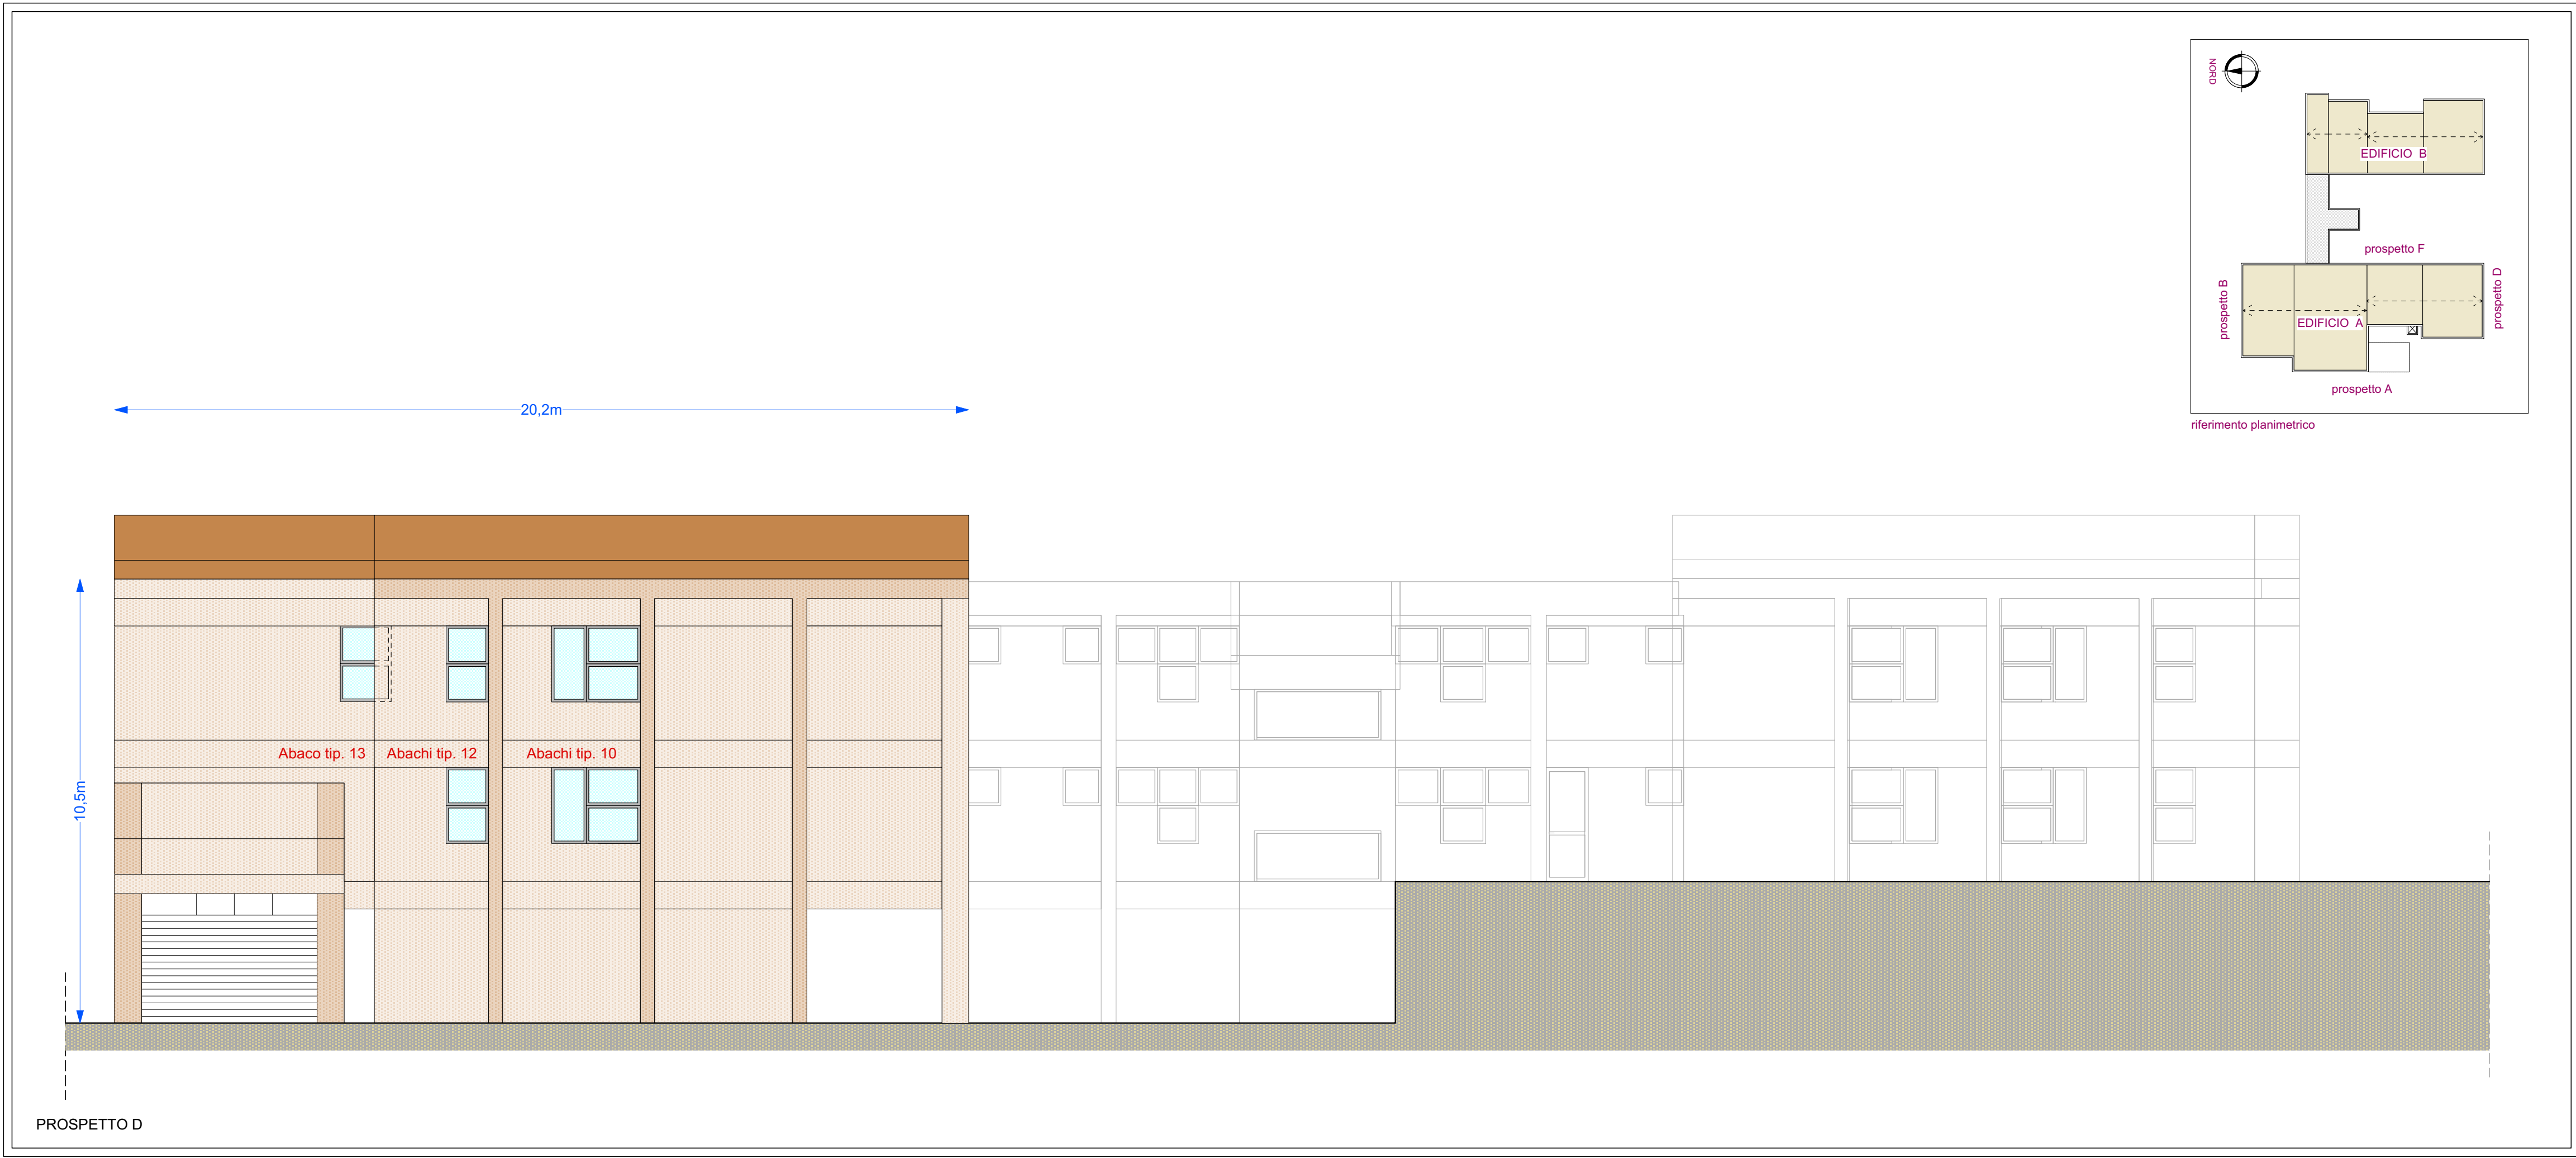 NORD
EDIFICIO B
prospetto F
prospetto B
prospetto D
EDIFICIO A
prospetto A
riferimento planimetrico
20,2m
10,5m
Abaco tip. 13
Abachi tip. 12
Abachi tip. 10
PROSPETTO D